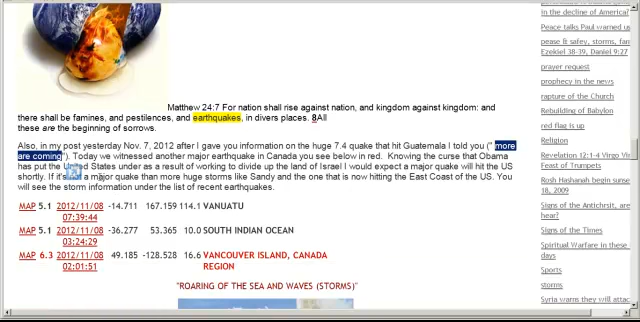 Matthew 24:7 For nation shall rise against nation, and kingdom against kingdom: and
there shall be famines, and pestilences, and earthquakes, in divers places. 8All
these are the beginning of sorrows.
Also, in my post yesterday Nov. 7, 2012 after I gave you information on the huge 7.4 quake that hit Guatemala I told you (" more
are coming"). Today we witnessed another major earthquake in Canada you see below in red. Knowing the curse that Obama
has put the United States under as a result of working to divide up the land of Israel I would expect a major quake will hit the US
shortly. If it's a major quake more huge storms like Sandy and the one that is now hitting the East Coast of the US. You
will see the storm information under the list of recent earthquakes.
MAP 5.1 2012/11/08 07:39:44 -14.711 167.159 114.1 VANUATU
MAP 5.1 2012/11/08 03:24:29 -36.277 53.365 10.0 SOUTH INDIAN OCEAN
MAP 6.3 2012/11/08 02:01:51 49.185 -128.528 16.6 VANCOUVER ISLAND, CANADA REGION
"ROARING OF THE SEA AND WAVES (STORMS)"
in the decline of America?
Peace talks Paul warned us
pease & safey, storms,
Ezikiel 38-39, Daniel 9:27
prayer request
prophecy in the news
rapture of the Church
Rebuilding of Babylon
red flag is up
Religion
Revelation 12:1-4 Virgo
Feast of Trumpets
Rosh Hashanah begin
18, 2009
Signs of the Antichrist,
hear?
Signs of the Times
Spiritual Warfare in these
days
Sports
storms
Syria warns they will